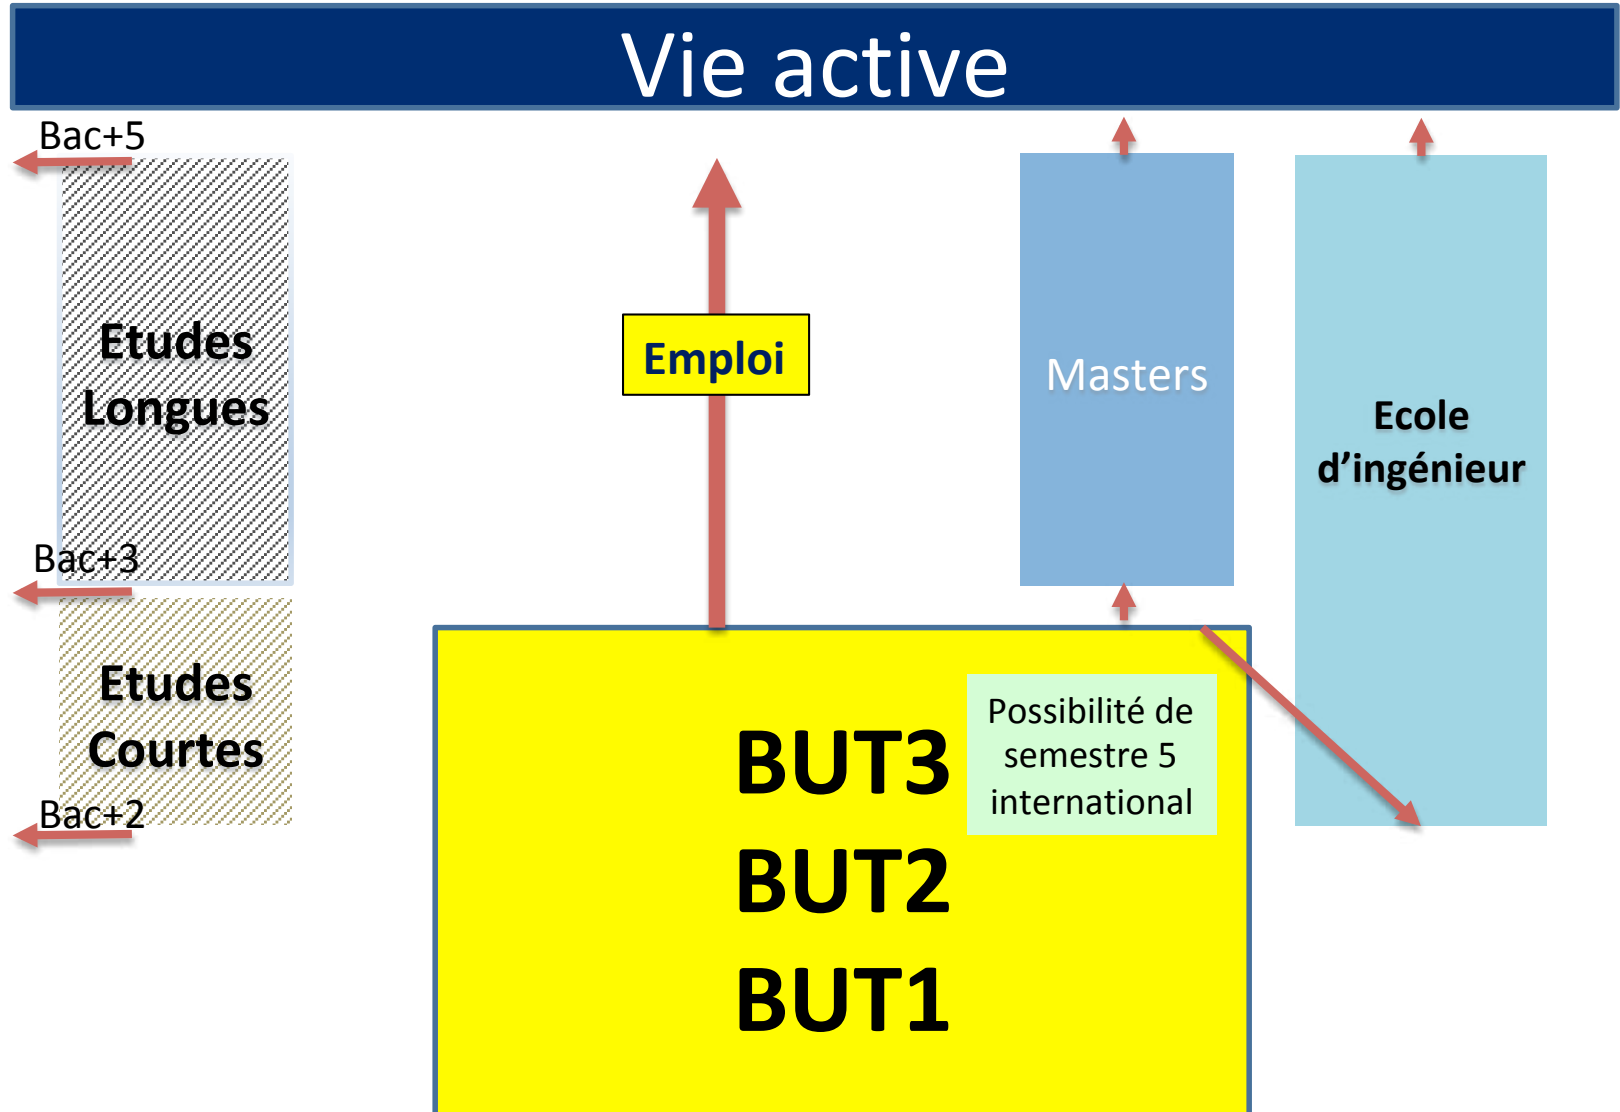 Vie active
Bac+5
Etudes
Longues
Bac+3
Etudes
Courtes
Bac+2
Emploi
Masters
Ecole
d’ingénieur
Possibilité de
semestre 5
international
BUT3
BUT2
BUT1